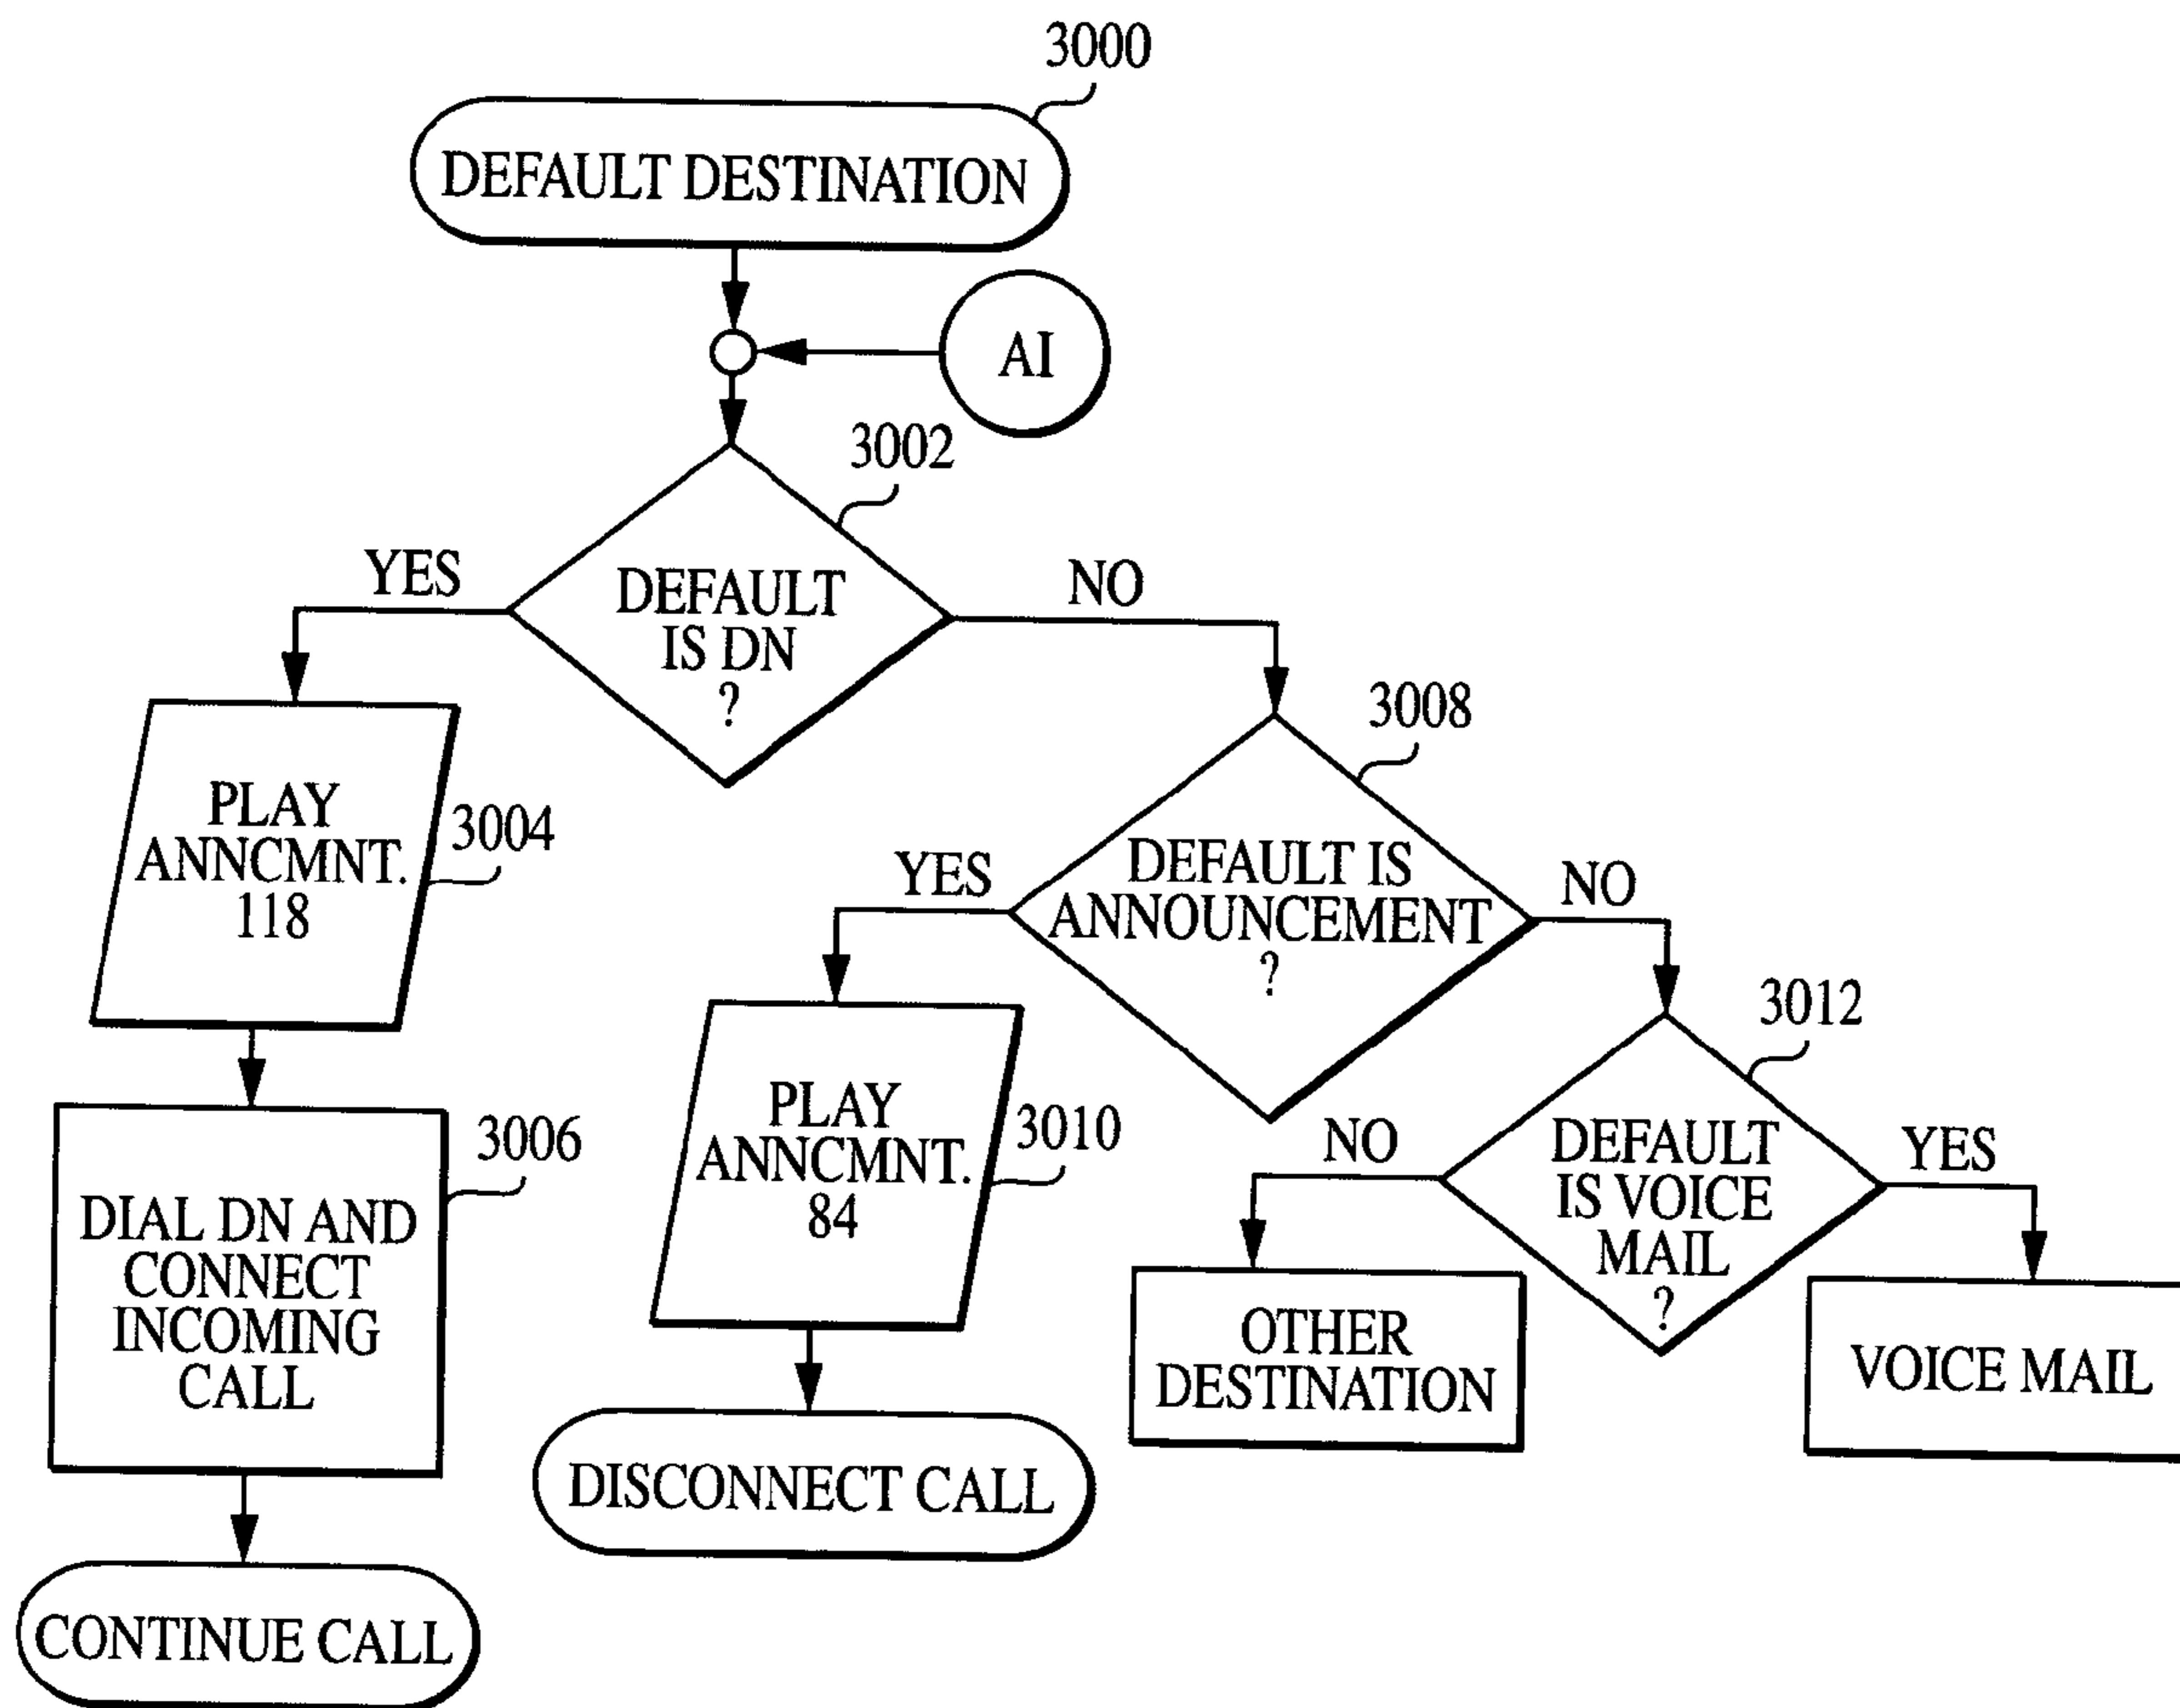 3000
DEFAULT DESTINATION
AI
3002
YES
NO
DEFAULT
IS DN
?
3008
PLAY
ANNCMNT.
118
3004
YES
NO
DEFAULT IS
ANNOUNCEMENT
?
3012
PLAY
ANNCMNT.
84
3010
3006
DIAL DN AND
CONNECT
INCOMING
CALL
NO
YES
DEFAULT
IS VOICE
MAIL
?
OTHER
DESTINATION
VOICE MAIL
DISCONNECT CALL
CONTINUE CALL